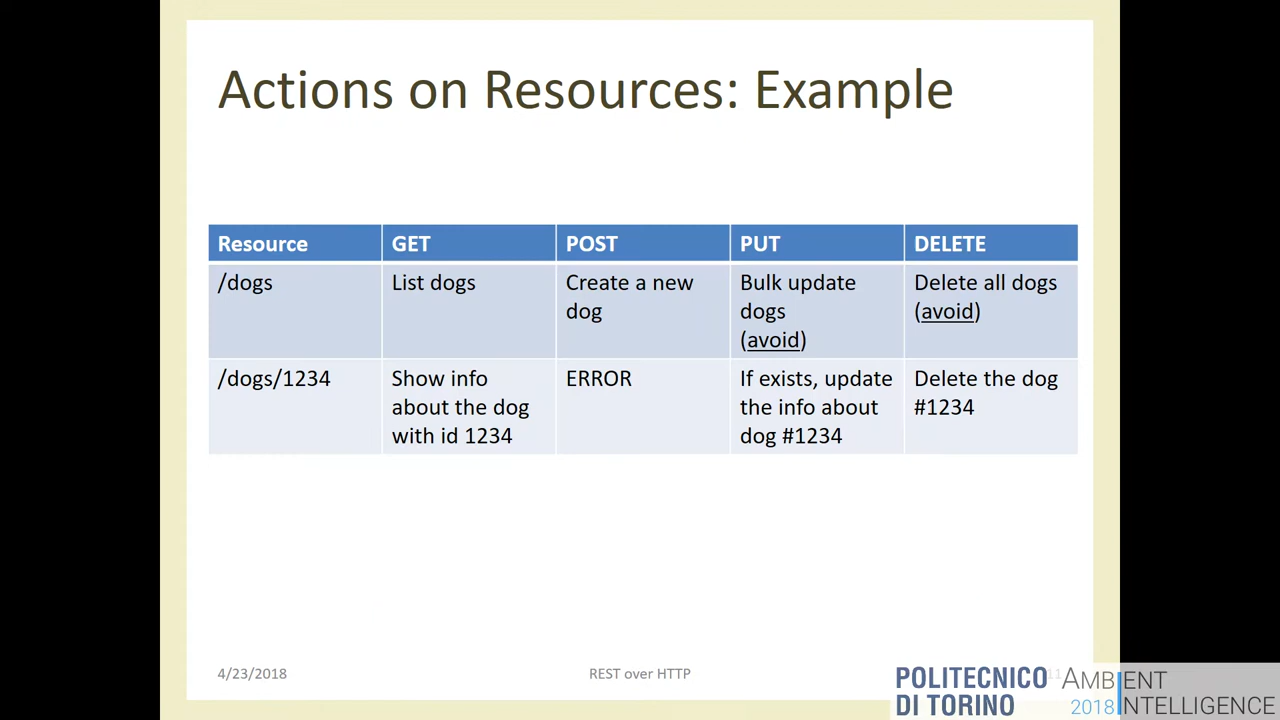 Actions on Resources: Example
Resource GET POST PUT DELETE
/dogs List dogs Create a new dog Bulk update dogs (avoid) Delete all dogs (avoid)
/dogs/1234 Show info about the dog with id 1234 ERROR If exists, update the info about dog #1234 Delete the dog #1234
4/23/2018 REST over HTTP 11
POLITECNICO DI TORINO
AMBIENT
2018 INTELLIGENCE